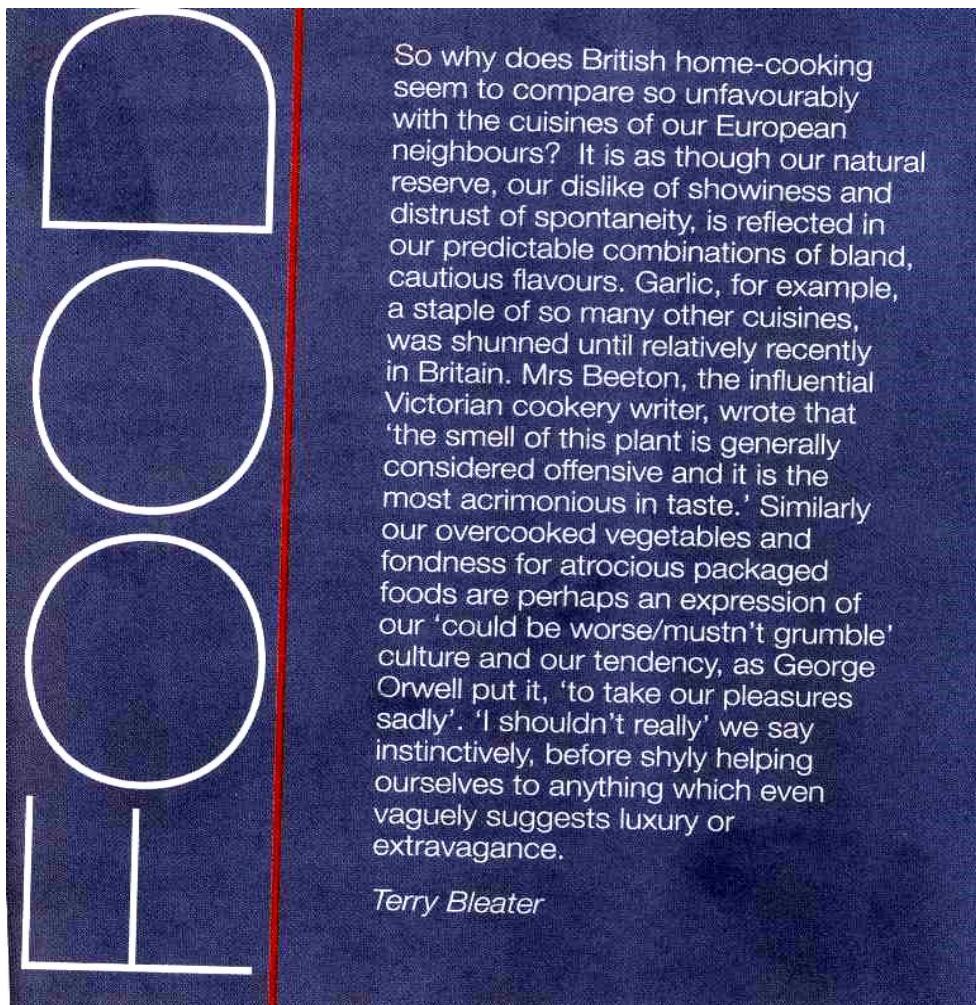 FOOD
So why does British home-cooking
seem to compare so unfavourably
with the cuisines of our European
neighbours?  It is as though our natural
reserve, our dislike of showiness and
distrust of spontaneity, is reflected in
our predictable combinations of bland,
cautious flavours. Garlic, for example,
a staple of so many other cuisines,
was shunned until relatively recently
in Britain. Mrs Beeton, the influential
Victorian cookery writer, wrote that
‘the smell of this plant is generally
considered offensive and it is the
most acrimonious in taste.’ Similarly
our overcooked vegetables and
fondness for atrocious packaged
foods are perhaps an expression of
our ‘could be worse/mustn’t grumble’
culture and our tendency, as George
Orwell put it, ‘to take our pleasures
sadly’. ‘I shouldn’t really’ we say
instinctively, before shyly helping
ourselves to anything which even
vaguely suggests luxury or
extravagance.
Terry Bleater